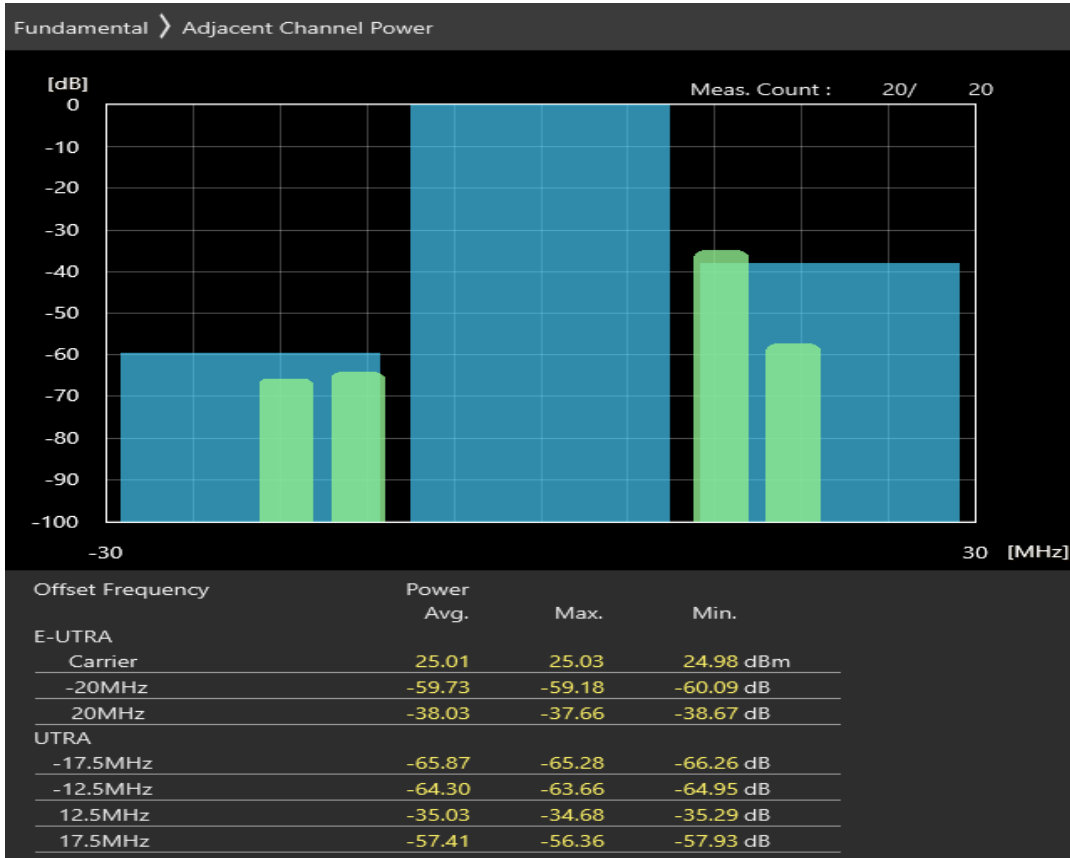 Fundamental 〉 Adjacent Channel Power
[dB]
Meas. Count : 20/ 20
0
-10
-20
-30
-40
-50
-60
-70
-80
-90
-100
-30 30 [MHz]
Offset Frequency Power
Avg. Max. Min.
E-UTRA
Carrier 25.01 25.03 24.98 dBm
-20MHz -59.73 -59.18 -60.09 dB
20MHz -38.03 -37.66 -38.67 dB
UTRA
-17.5MHz -65.87 -65.28 -66.26 dB
-12.5MHz -64.30 -63.66 -64.95 dB
12.5MHz -35.03 -34.68 -35.29 dB
17.5MHz -57.41 -56.36 -57.93 dB